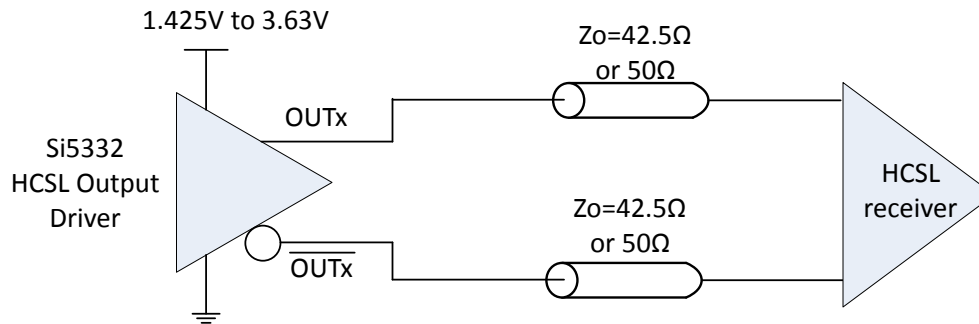 1.425V to 3.63V
Zo=42.5Ω
or 50Ω
OUTx
Si5332
HCSL Output
Driver
HCSL
receiver
Zo=42.5Ω
or 50Ω
OUTx